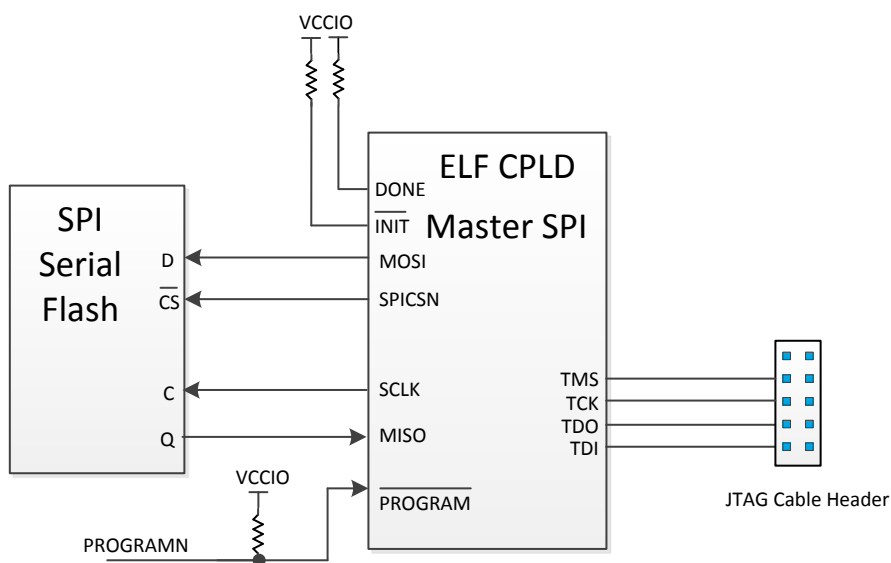 VCCIO
ELF CPLD
Master SPI
DONE
INIT
MOSI
SPICSN
SCLK
MISO
PROGRAM
TMS
TCK
TDO
TDI
SPI
Serial
Flash
D
CS
C
Q
VCCIO
PROGRAMN
JTAG Cable Header